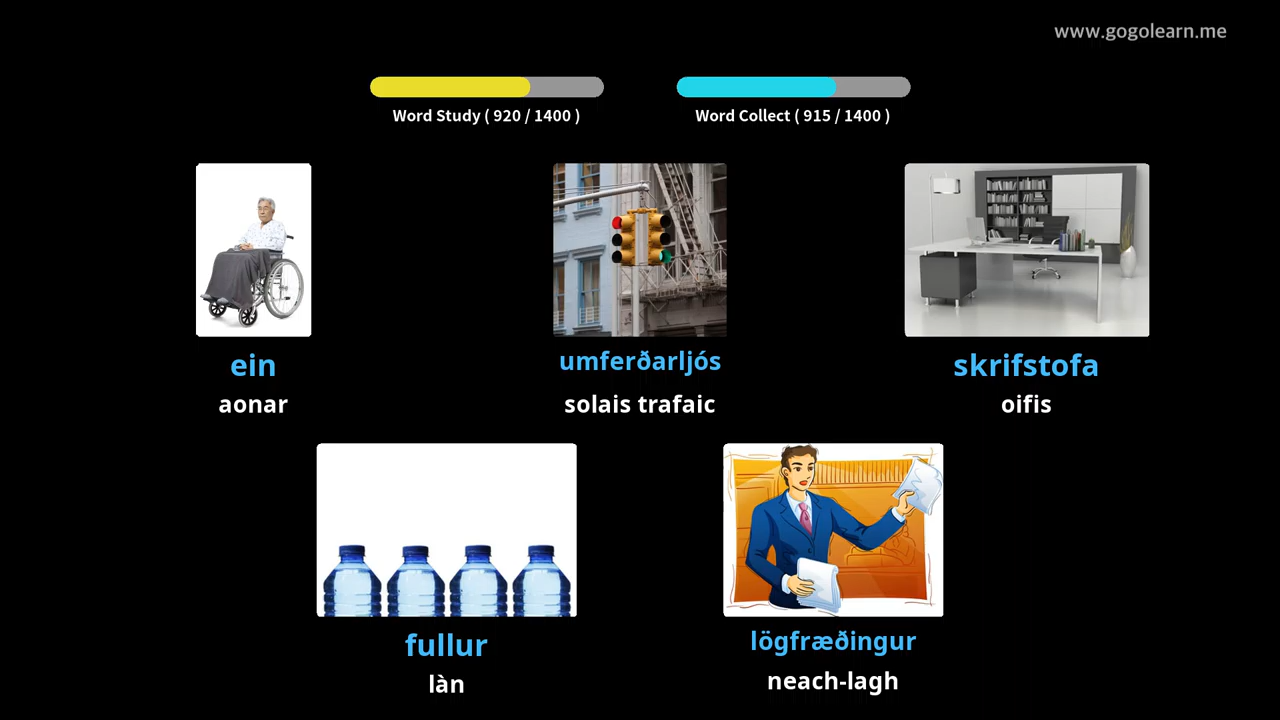 www.gogolearn.me
Word Study ( 920 / 1400 )
Word Collect ( 915 / 1400 )
ein
aonar
umferðarljós
solais trafaic
skrifstofa
oifis
fullur
làn
lögfræðingur
neach-lagh